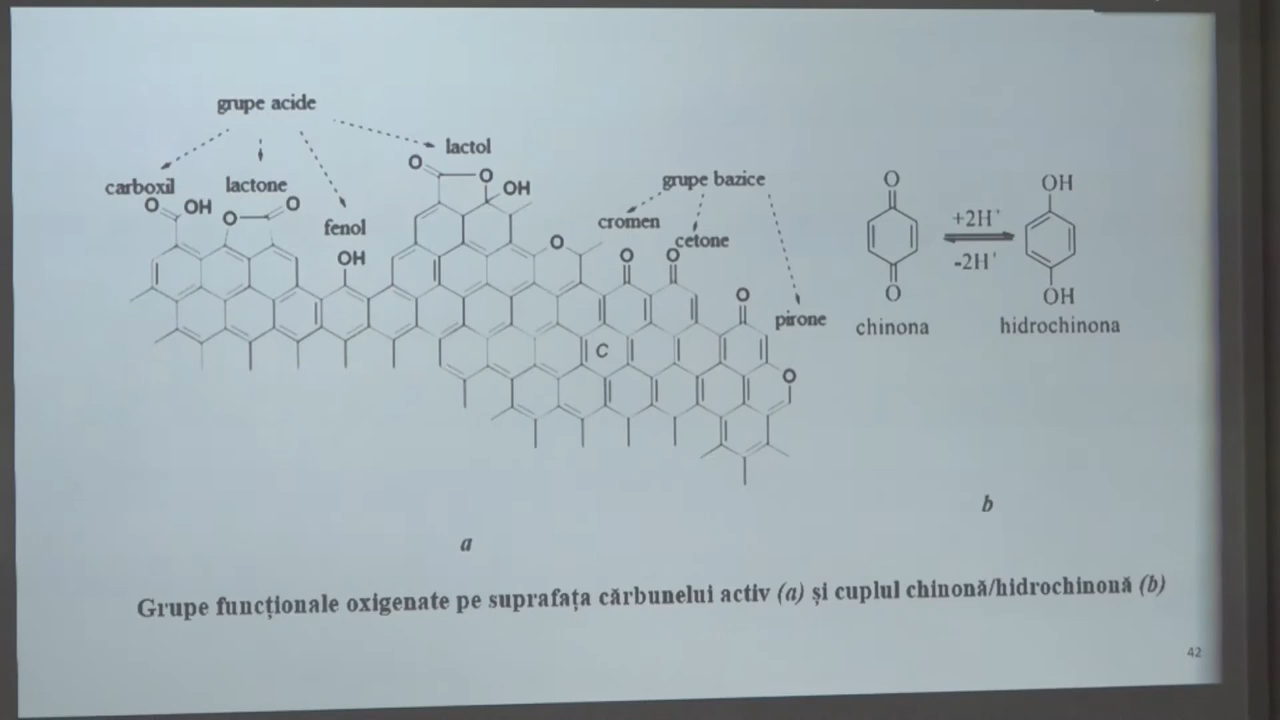 grupe acide
carboxil
lactone
fenol
lactol
grupe bazice
cromen
cetone
pirone
O
OH
O
O
OH
O
O
OH
O
O
O
O
C
O
O
O
chinona
+2H⁺
-2H⁺
OH
OH
hidrochinona
a
b
Grupe funcționale oxigenate pe suprafața cărbunelui activ (a) și cuplul chinonă/hidrochinonă (b)
42